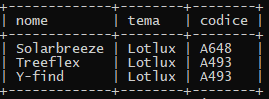 nome | tema | codice
Solarbreeze | Lotlux | A648
Treeflex | Lotlux | A493
Y-find | Lotlux | A493